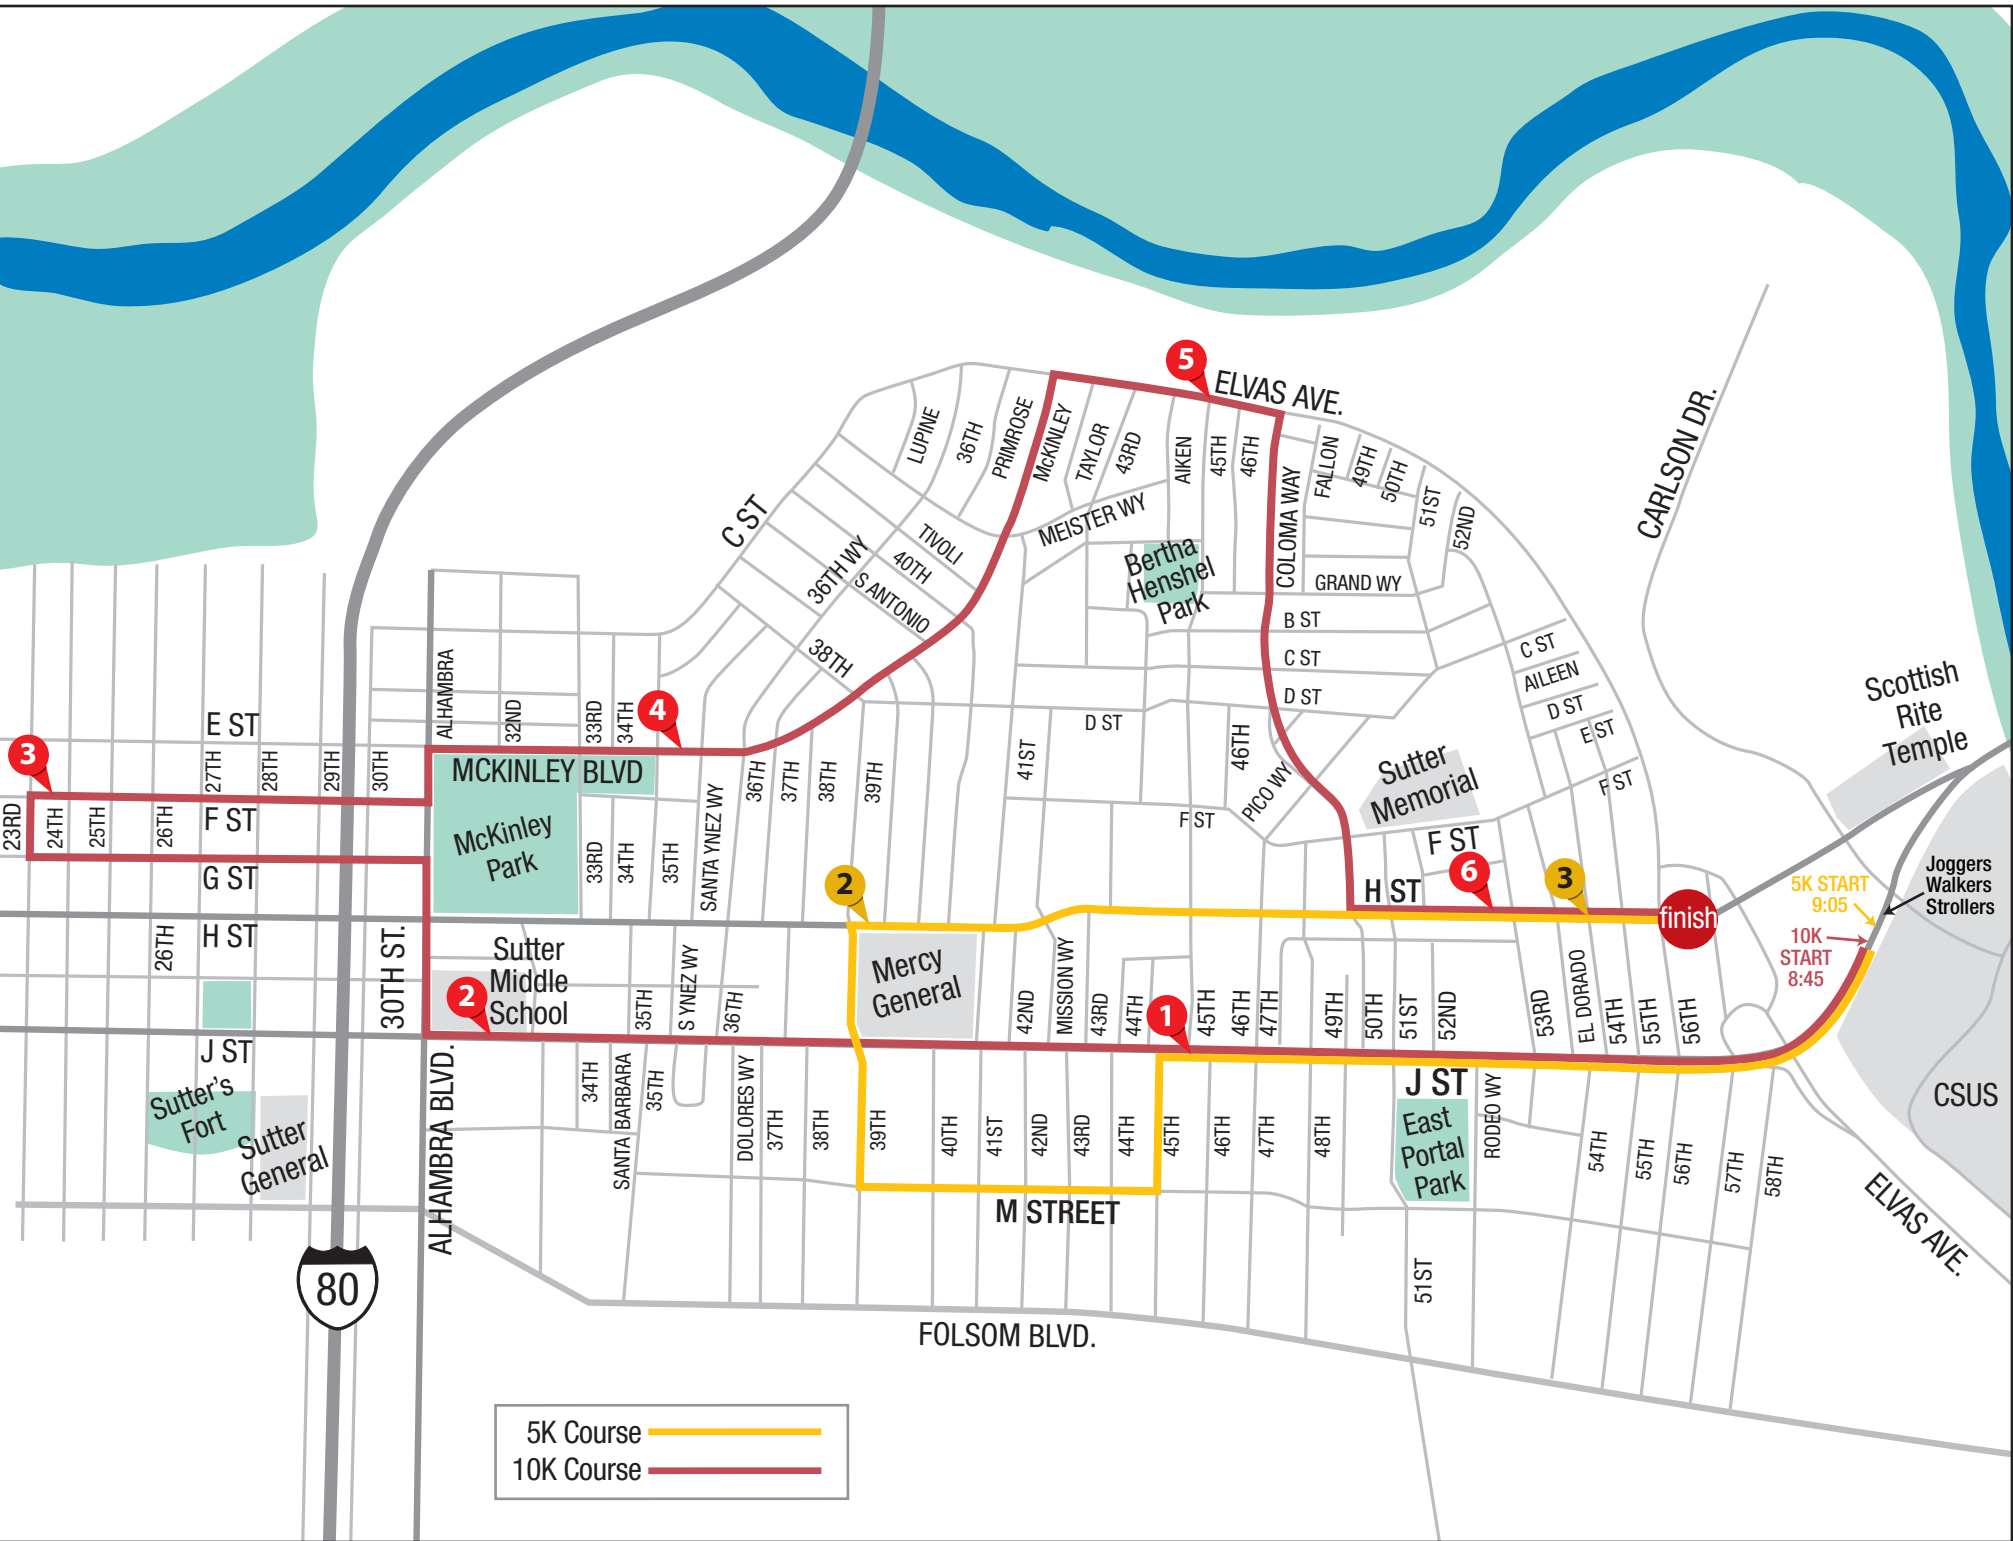 5
ELVAS AVE.
CARLSON DR.
LUPINE
36TH
PRIMROSE
McKINLEY
TAYLOR
43RD
AIKEN
45TH
46TH
COLOMA WAY
FALLON
49TH
50TH
51ST
52ND
C ST
36TH WY
TIVOLI
40TH
S ANTONIO
38TH
MEISTER WY
Bertha
Henshel
Park
GRAND WY
B ST
C ST
D ST
C ST
AILEEN
D ST
E ST
F ST
Scottish
Rite
Temple
ALHAMBRA
32ND
33RD
34TH
4
E ST
3
27TH
28TH
29TH
30TH
MCKINLEY BLVD
36TH
37TH
38TH
39TH
41ST
D ST
46TH
PICO WY
Sutter
Memorial
23RD
24TH
25TH
26TH
F ST
McKinley
Park
33RD
34TH
35TH
SANTA YNEZ WY
F ST
F ST
G ST
2
H ST
6
3
finish
5K START
9:05
Joggers
Walkers
Strollers
10K
START
8:45
26TH
H ST
30TH ST.
Sutter
Middle
School
2
35TH
S YNEZ WY
36TH
Mercy
General
42ND
MISSION WY
43RD
44TH
1
45TH
46TH
47TH
49TH
50TH
51ST
52ND
53RD
EL DORADO
54TH
55TH
56TH
J ST
Sutter's
Fort
Sutter
General
ALHAMBRA BLVD.
34TH
SANTA BARBARA
35TH
DOLORES WY
37TH
38TH
39TH
40TH
41ST
42ND
43RD
44TH
45TH
46TH
47TH
48TH
J ST
East
Portal
Park
RODEO WY
54TH
55TH
56TH
57TH
58TH
CSUS
ELVAS AVE.
M STREET
51ST
80
FOLSOM BLVD.
5K Course
10K Course